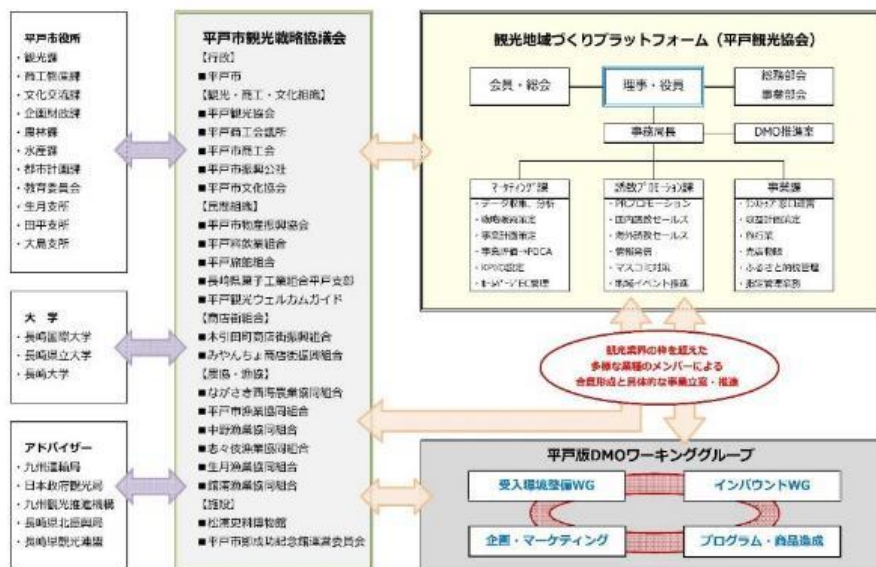 平戸市役所
・観光課
・商工物産課
・文化交流課
・企画財政課
・農林課
・水産課
・都市計画課
・教育委員会
・生月支所
・田平支所
・大島支所
大 学
・長崎国際大学
・長崎県立大学
・長崎大学
アドバイザー
・九州運輸局
・日本政府観光局
・九州観光推進機構
・長崎県北振興局
・長崎県観光連盟
平戸市観光戦略協議会
【行政】
■平戸市
【観光・商工・文化組織】
■平戸観光協会
■平戸商工会議所
■平戸市商工会
■平戸市振興公社
■平戸市文化協会
【民間組織】
■平戸市物産振興協会
■平戸料飲業組合
■平戸旅館組合
■長崎県菓子工業組合平戸支部
■平戸観光ウェルカムガイド
【商店街組合】
■木引田町商店街振興組合
■みやんちょ商店街振興組合
【農協・漁協】
■ながさき西海農業協同組合
■平戸市漁業協同組合
■中野漁業協同組合
■志々伎漁業協同組合
■生月漁業協同組合
■舘浦漁業協同組合
【施設】
■松浦史料博物館
■平戸市鄭成功記念館運営委員会
観光地域づくりプラットフォーム（平戸観光協会）
会員・総会
理事・役員
総務部会
事業部会
事務局長
DMO推進室
マーケティング課
・データ収集、分析
・戦略施策策定
・事業計画策定
・事業評価→PDCA
・KPIの設定
・ホームページEC管理
誘致プロモーション課
・PRプロモーション
・国内誘致セールス
・海外誘致セールス
・情報発信
・マスコミ対策
・地域イベント推進
事業課
・ワンストップ窓口運営
・収益計画策定
・旅行業
・売店物販
・ふるさと納税管理
・指定管理業務
観光業界の枠を超えた
多様な業種のメンバーによる
合意形成と具体的な事業立案・推進
平戸版DMOワーキンググループ
受入環境整備WG
インバウンドWG
企画・マーケティング
プログラム・商品造成